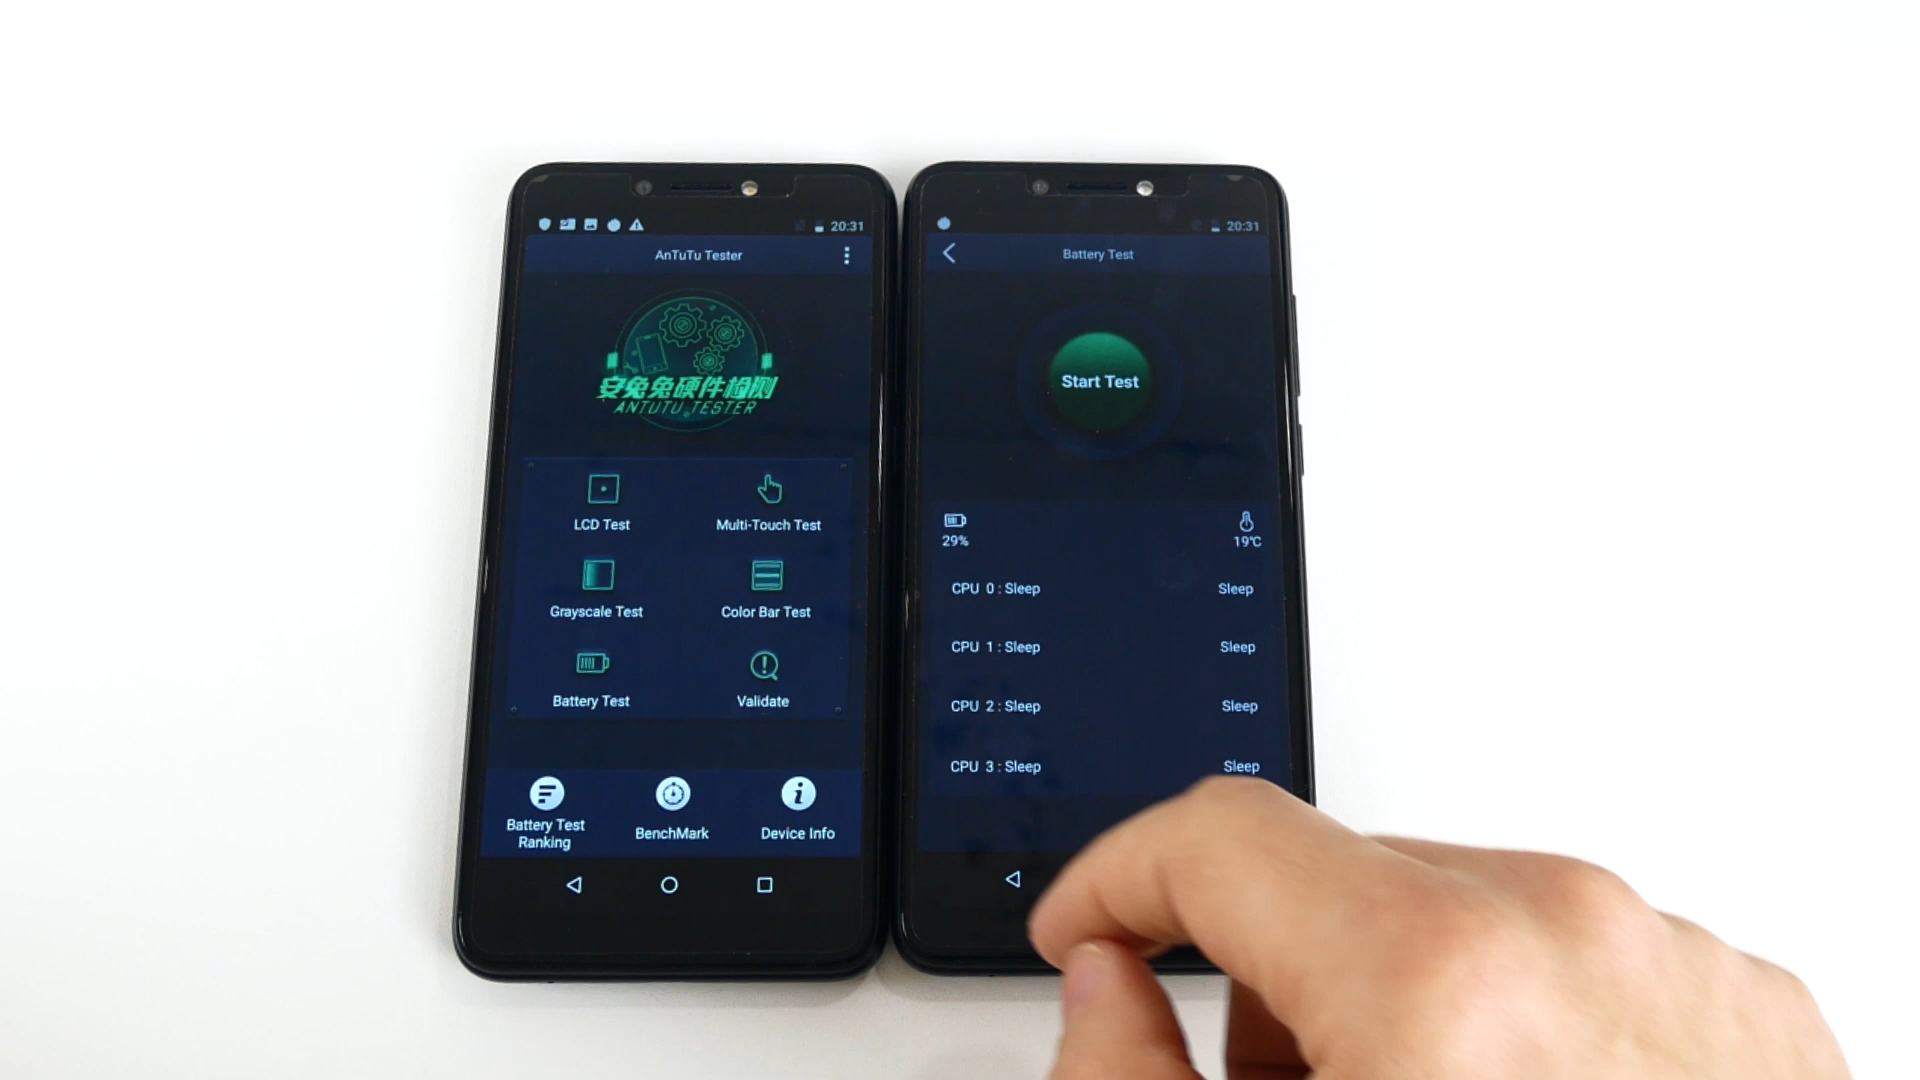 20:31
AnTuTu Tester
安兔兔硬件检测
ANTUTU TESTER
LCD Test
Multi-Touch Test
Grayscale Test
Color Bar Test
Battery Test
Validate
Battery Test
Ranking
BenchMark
Device Info
20:31
Battery Test
Start Test
29%
19℃
CPU 0 : Sleep
Sleep
CPU 1 : Sleep
Sleep
CPU 2 : Sleep
Sleep
CPU 3 : Sleep
Sleep